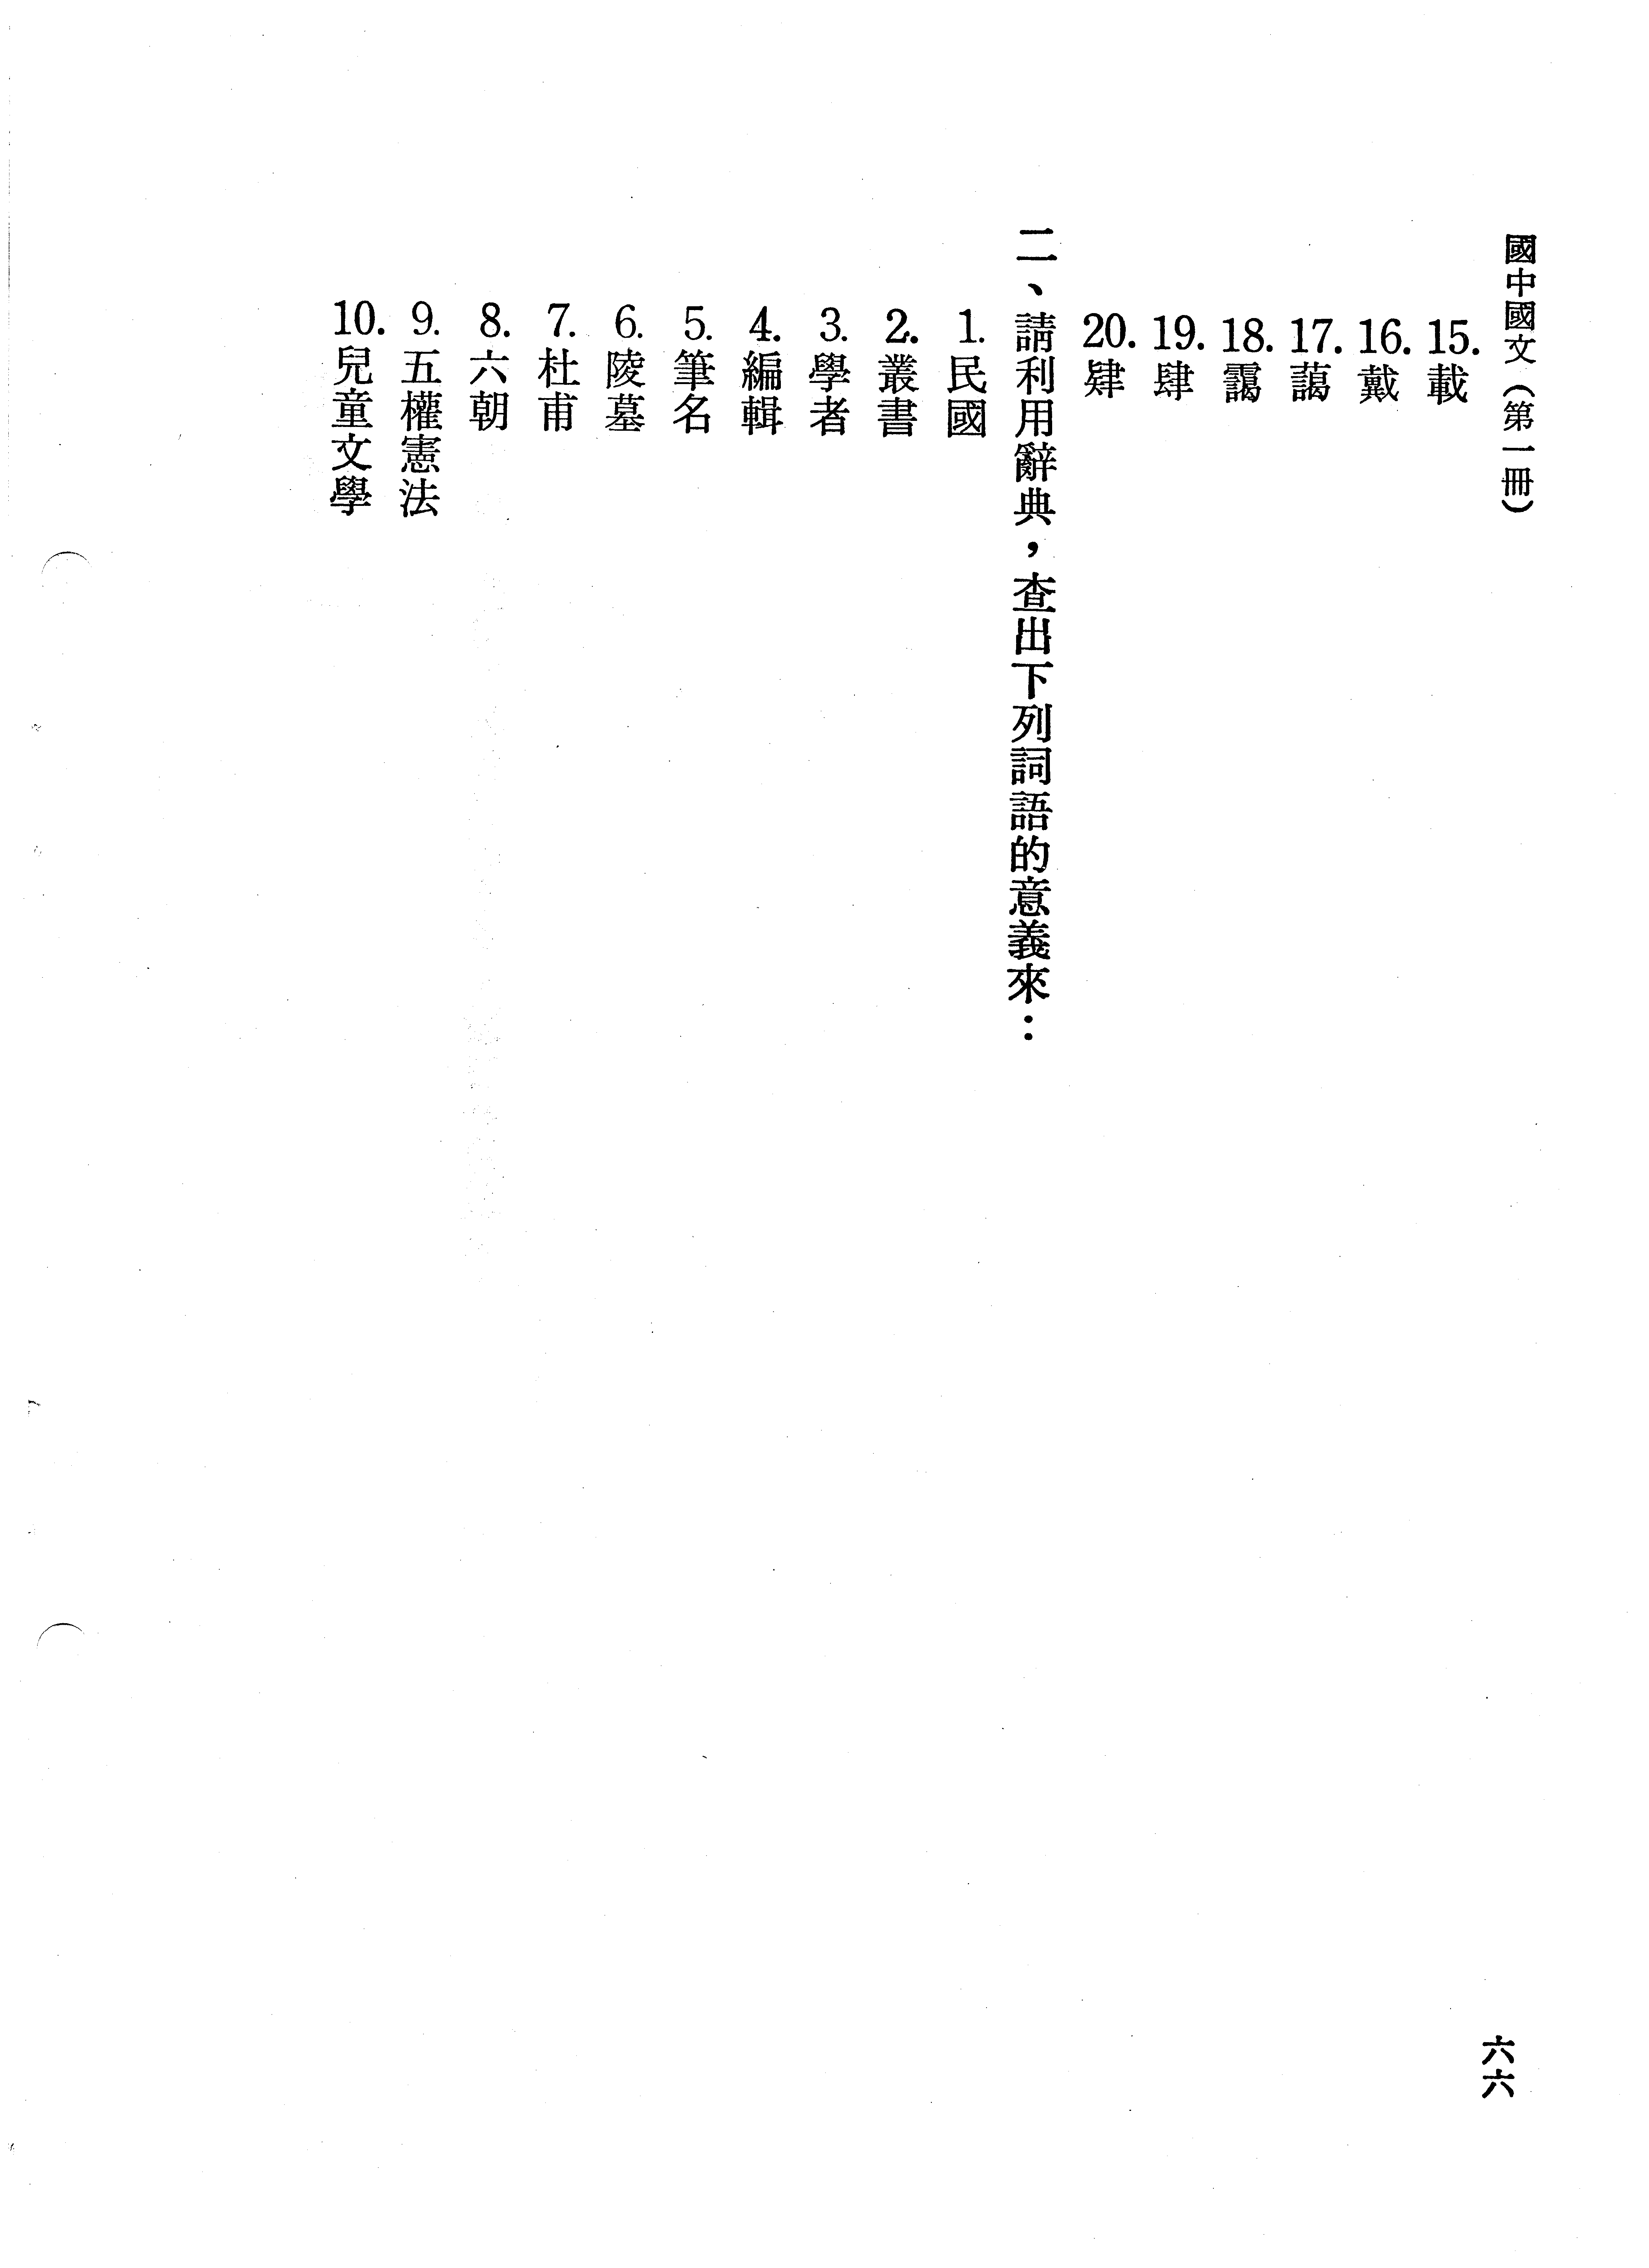 國中國文（第一冊）
15.載
16.戴
17.藹
18.靄
19.肆
20.肄
二、請利用辭典，查出下列詞語的意義來：
1.民國
2.叢書
3.學者
4.編輯
5.筆名
6.陵墓
7.杜甫
8.六朝
9.五權憲法
10.兒童文學
六六